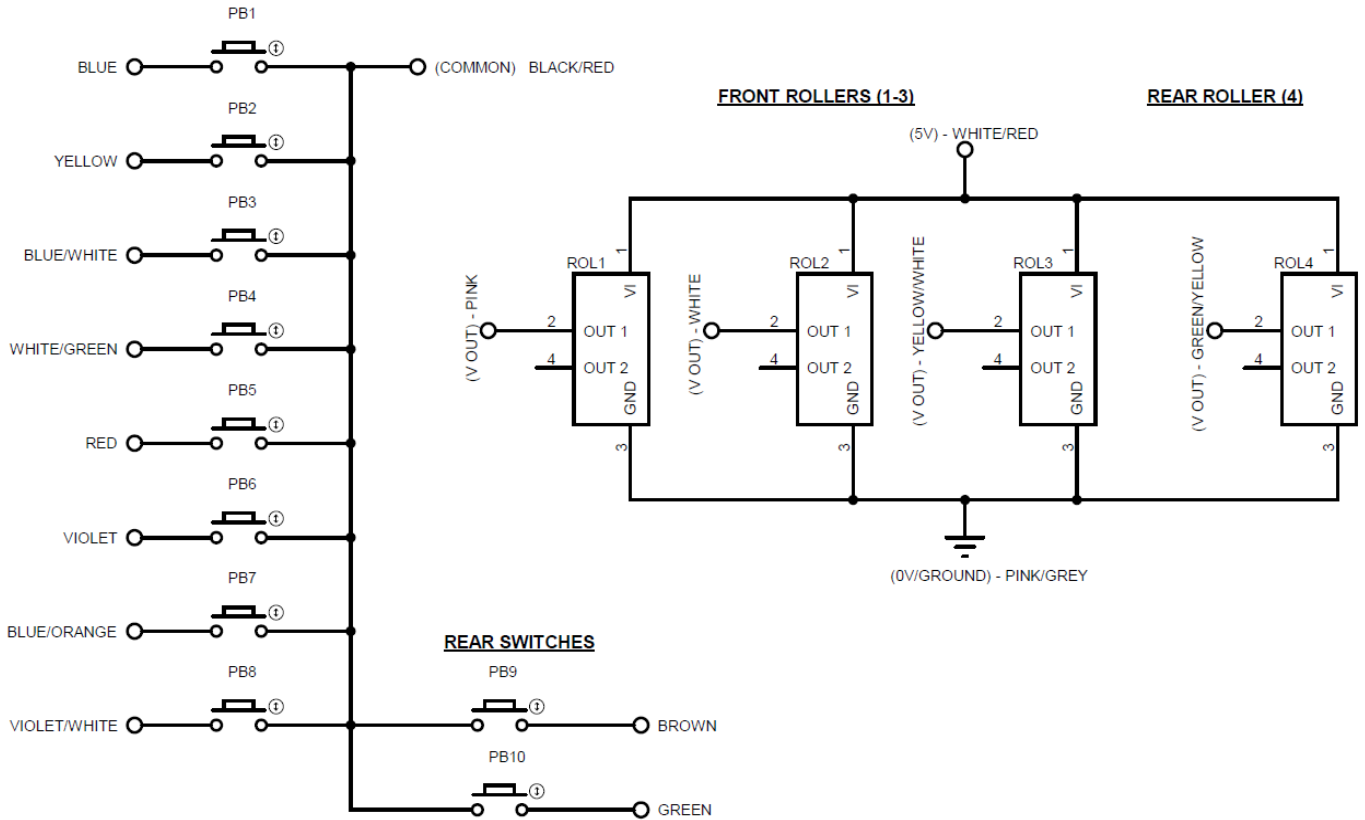 PB1
BLUE
(COMMON) BLACK/RED
PB2
YELLOW
PB3
BLUE/WHITE
PB4
WHITE/GREEN
PB5
RED
PB6
VIOLET
PB7
BLUE/ORANGE
PB8
VIOLET/WHITE
REAR SWITCHES
PB9
BROWN
PB10
GREEN
FRONT ROLLERS (1-3)
REAR ROLLER (4)
(5V) - WHITE/RED
ROL1
1
VI
(V OUT) - PINK
2
OUT 1
4
OUT 2
GND
3
ROL2
1
VI
(V OUT) - WHITE
2
OUT 1
4
OUT 2
GND
3
ROL3
1
VI
(V OUT) - YELLOW/WHITE
2
OUT 1
4
OUT 2
GND
3
ROL4
1
VI
(V OUT) - GREEN/YELLOW
2
OUT 1
4
OUT 2
GND
3
(0V/GROUND) - PINK/GREY